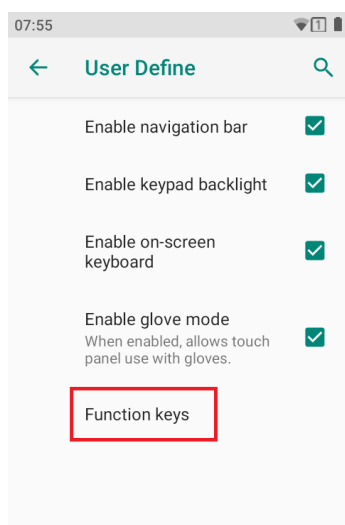 07:55
1
User Define
Enable navigation bar
Enable keypad backlight
Enable on-screen
keyboard
Enable glove mode
When enabled, allows touch
panel use with gloves.
Function keys